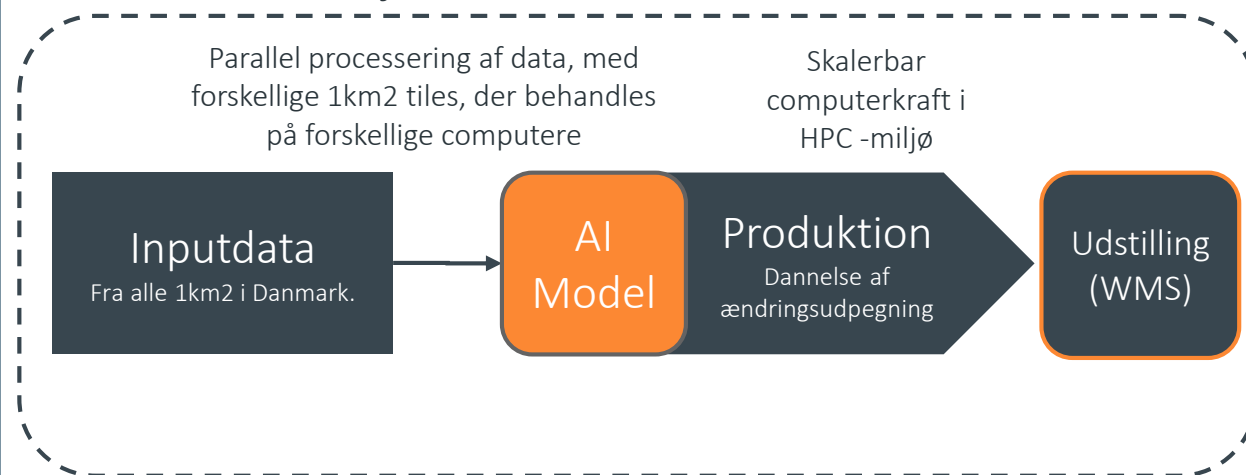 Parallel processering af data, med
forskellige 1km2 tiles, der behandles
på forskellige computere
Skalerbar
computerkraft i
HPC -miljø
Inputdata
Fra alle 1km2 i Danmark.
AI
Model
Produktion
Dannelse af
ændringsudpegning
Udstilling
(WMS)